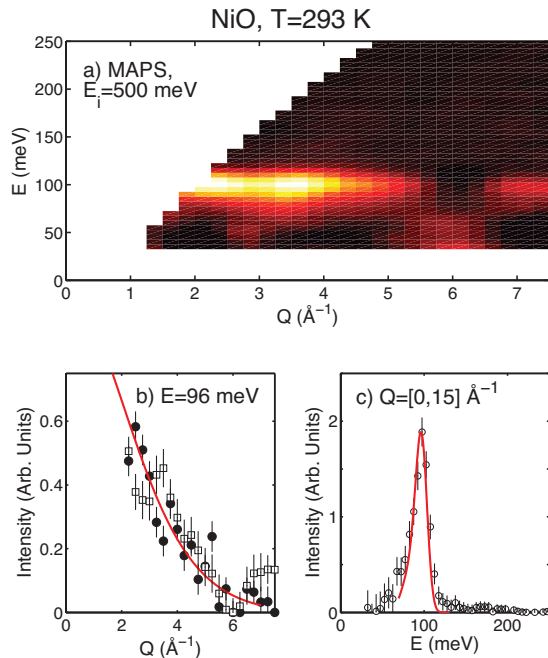 NiO, T=293 K
a) MAPS,
E_i=500 meV
250
200
150
100
50
0
E (meV)
0 1 2 3 4 5 6 7
Q (Å⁻¹)
b) E=96 meV
0.6
0.4
0.2
0
Intensity (Arb. Units)
0 2 4 6
Q (Å⁻¹)
c) Q=[0,15] Å⁻¹
2
1
0
Intensity (Arb. Units)
0 100 200
E (meV)